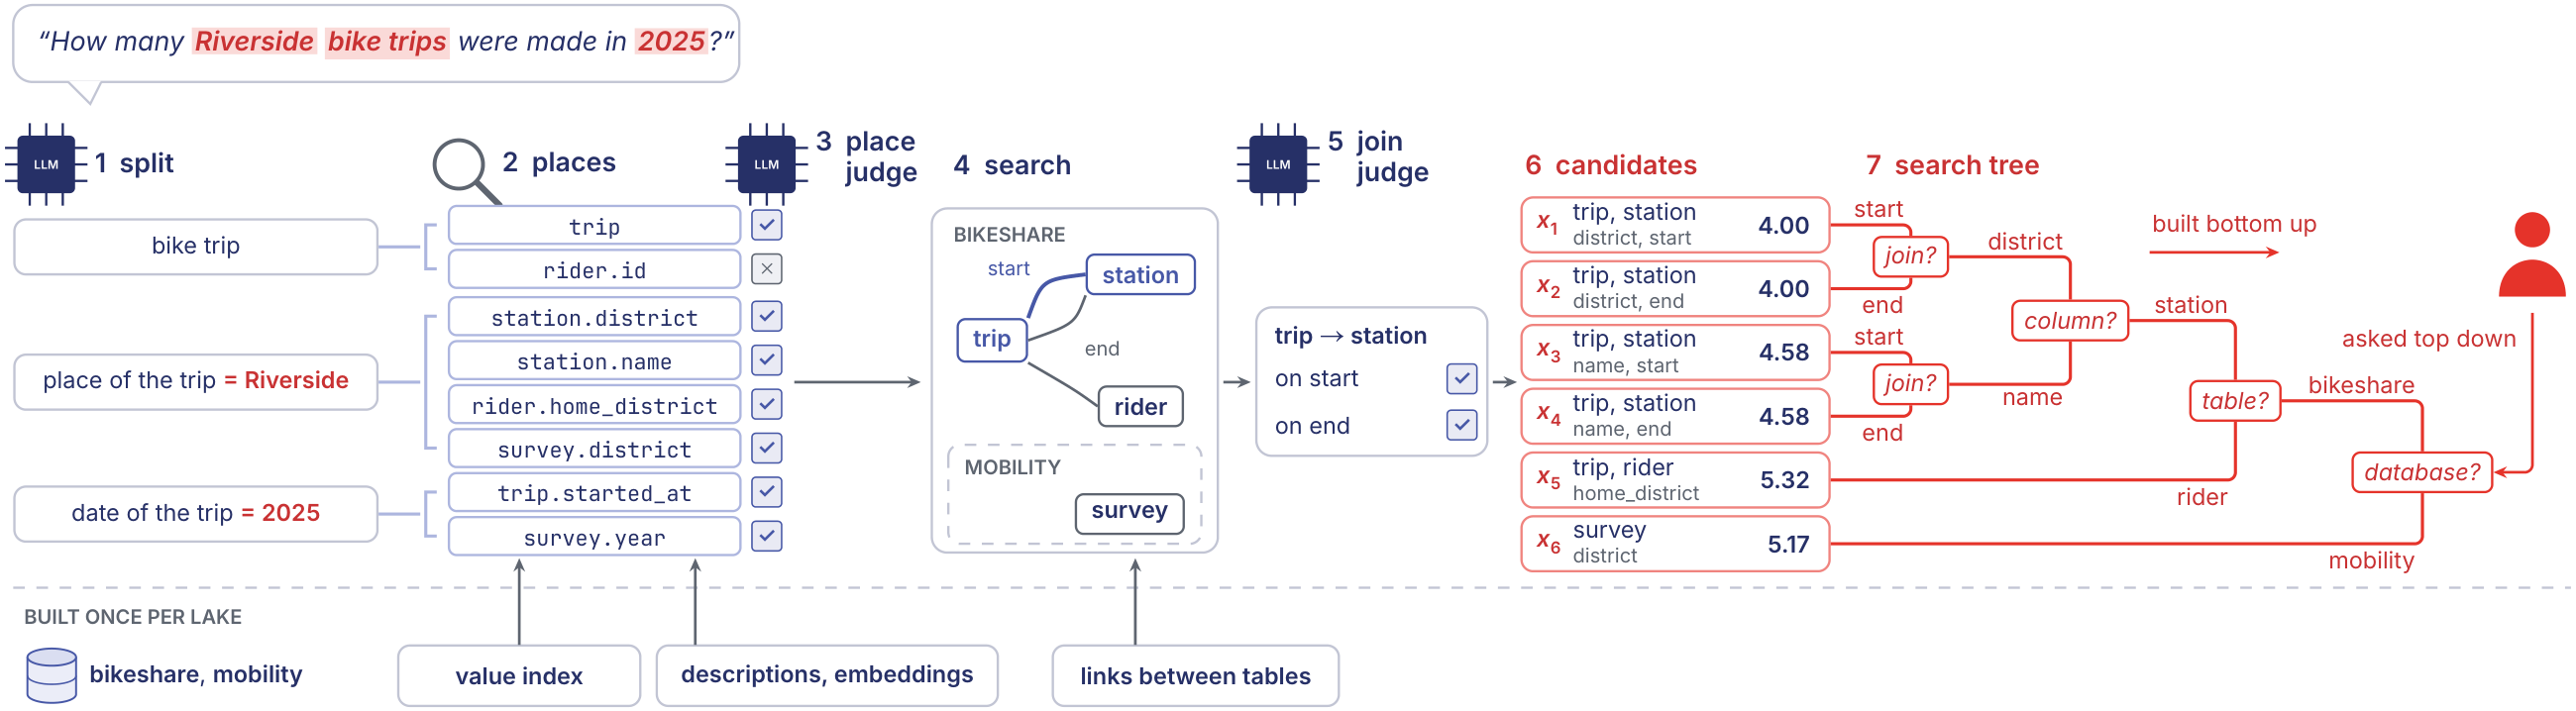 “How many Riverside bike trips were made in 2025?”
LLM
1 split
2 places
LLM
3 place
judge
4 search
LLM
5 join
judge
6 candidates
7 search tree
bike trip
place of the trip = Riverside
date of the trip = 2025
trip
rider.id
station.district
station.name
rider.home_district
survey.district
trip.started_at
survey.year
BIKESHARE
start
station
trip
end
rider
MOBILITY
survey
trip → station
on start
on end
x1 trip, station 4.00
district, start
x2 trip, station 4.00
district, end
x3 trip, station 4.58
name, start
x4 trip, station 4.58
name, end
x5 trip, rider 5.32
home_district
x6 survey 5.17
district
start
join?
end
start
join?
end
district
column?
name
station
table?
rider
bikeshare
database?
mobility
built bottom up
asked top down
BUILT ONCE PER LAKE
bikeshare, mobility
value index
descriptions, embeddings
links between tables